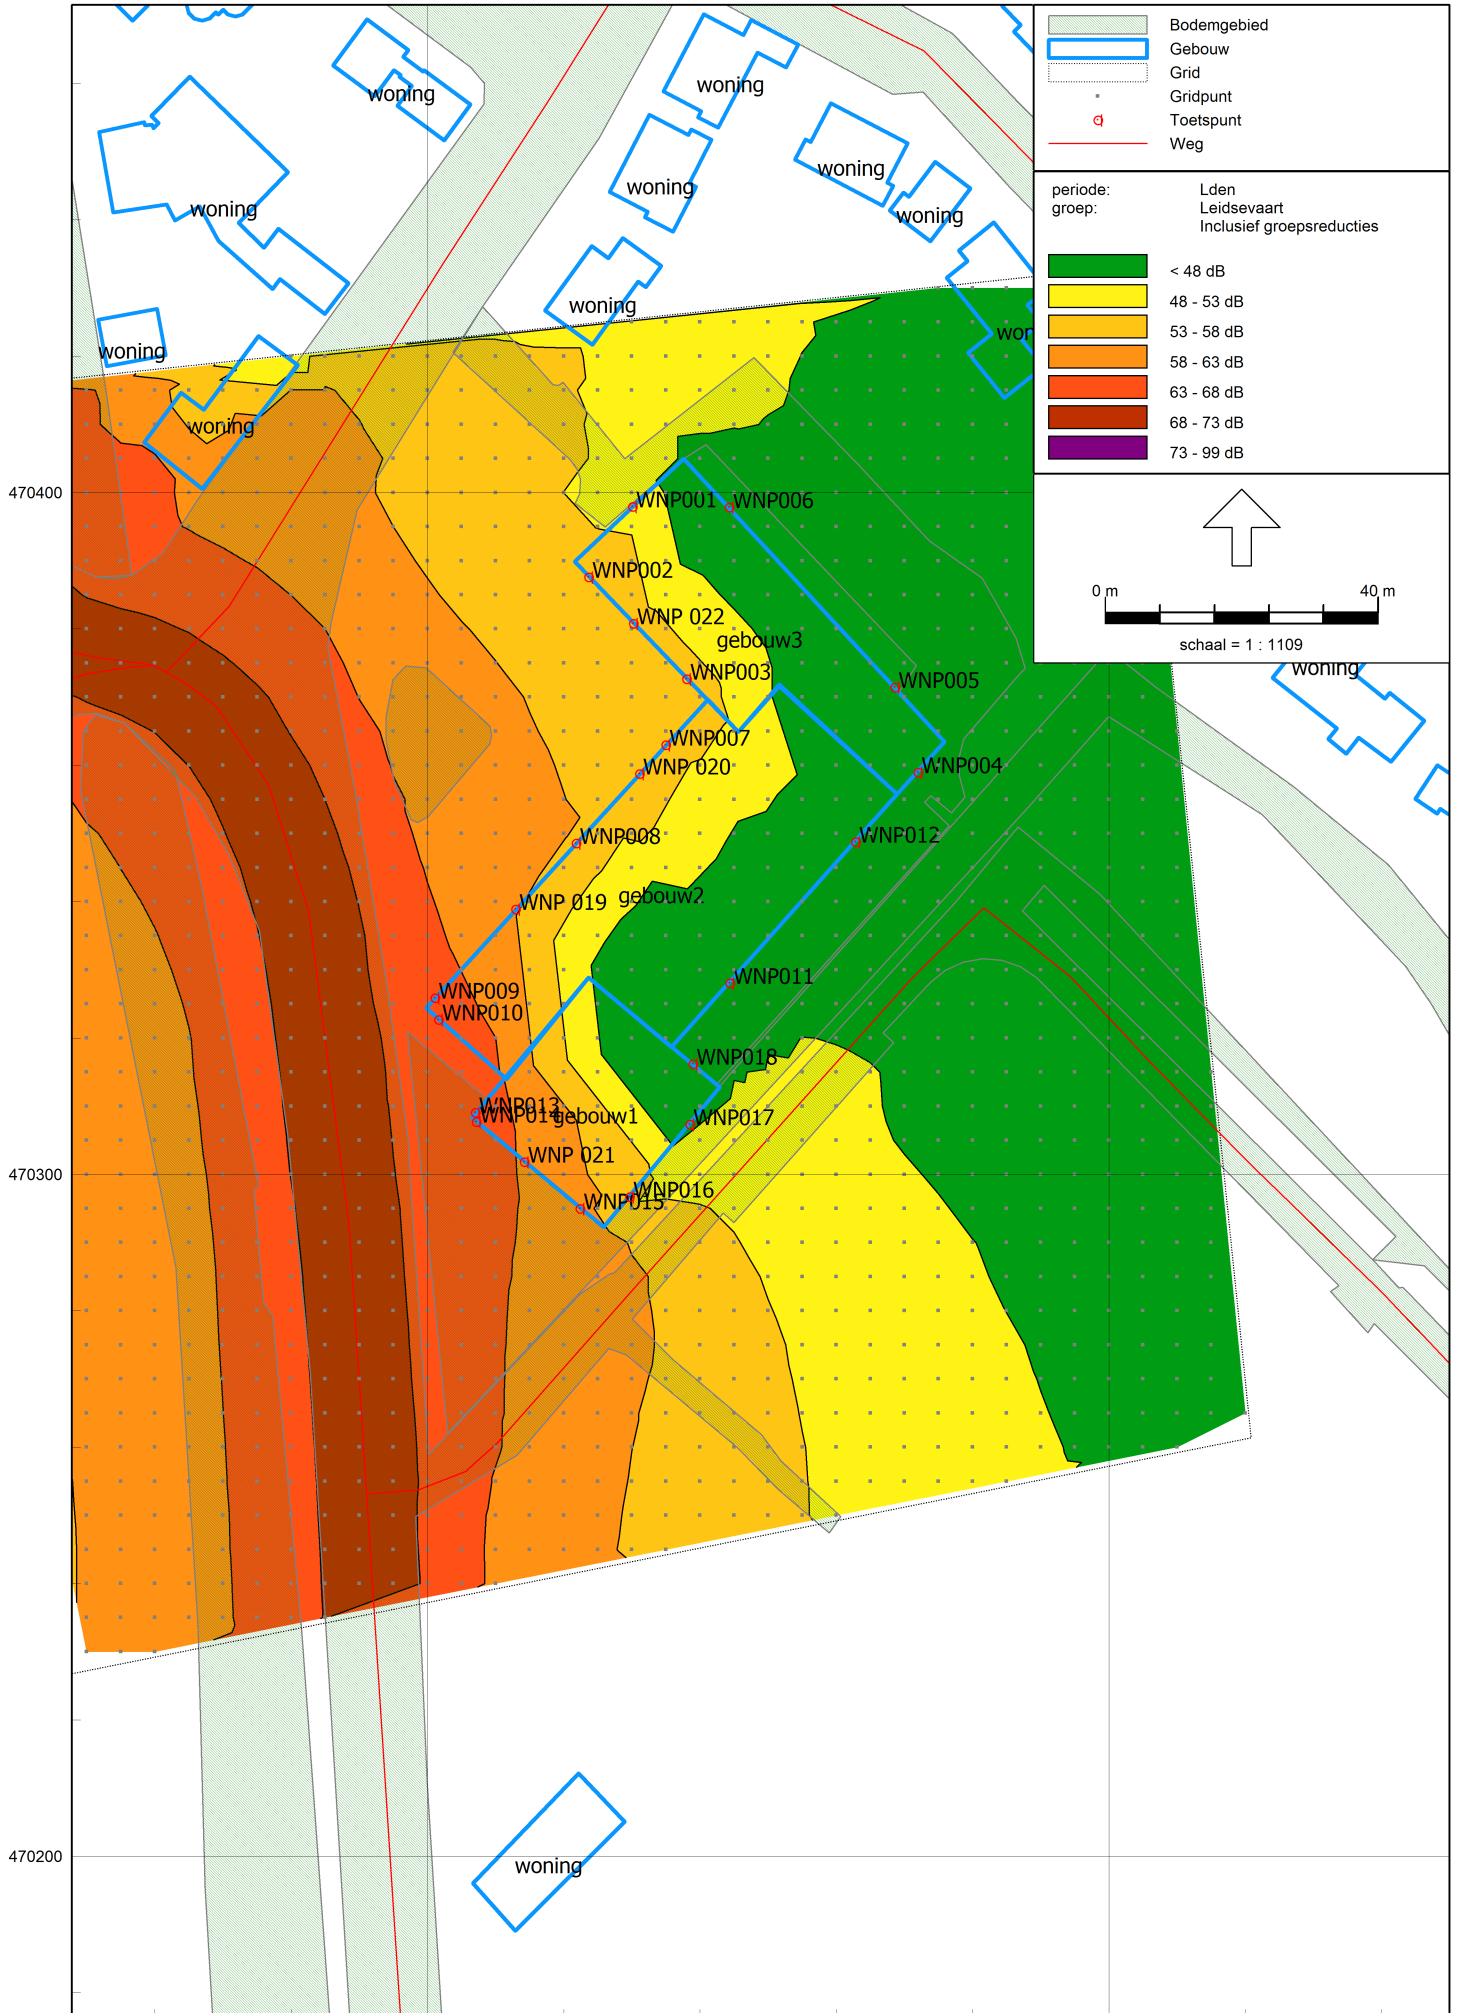 Bodemgebied
Gebouw
Grid
Gridpunt
Toetspunt
Weg
periode: Lden
groep: Leidsevaart
Inclusief groepsreducties
< 48 dB
48 - 53 dB
53 - 58 dB
58 - 63 dB
63 - 68 dB
68 - 73 dB
73 - 99 dB
0 m 40 m
schaal = 1 : 1109
woning
woning
woning
woning
woning
woning
woning
woning
won
woning
woning
470400
WNP001
WNP006
WNP002
WNP 022
gebouw3
WNP003
WNP005
woning
WNP007
WNP 020
WNP004
WNP008
WNP012
gebouw2
WNP 019
WNP009
WNP010
WNP011
WNP018
WNP013
WNP014
gebouw1
WNP017
WNP 021
470300
WNP016
WNP015
470200
woning